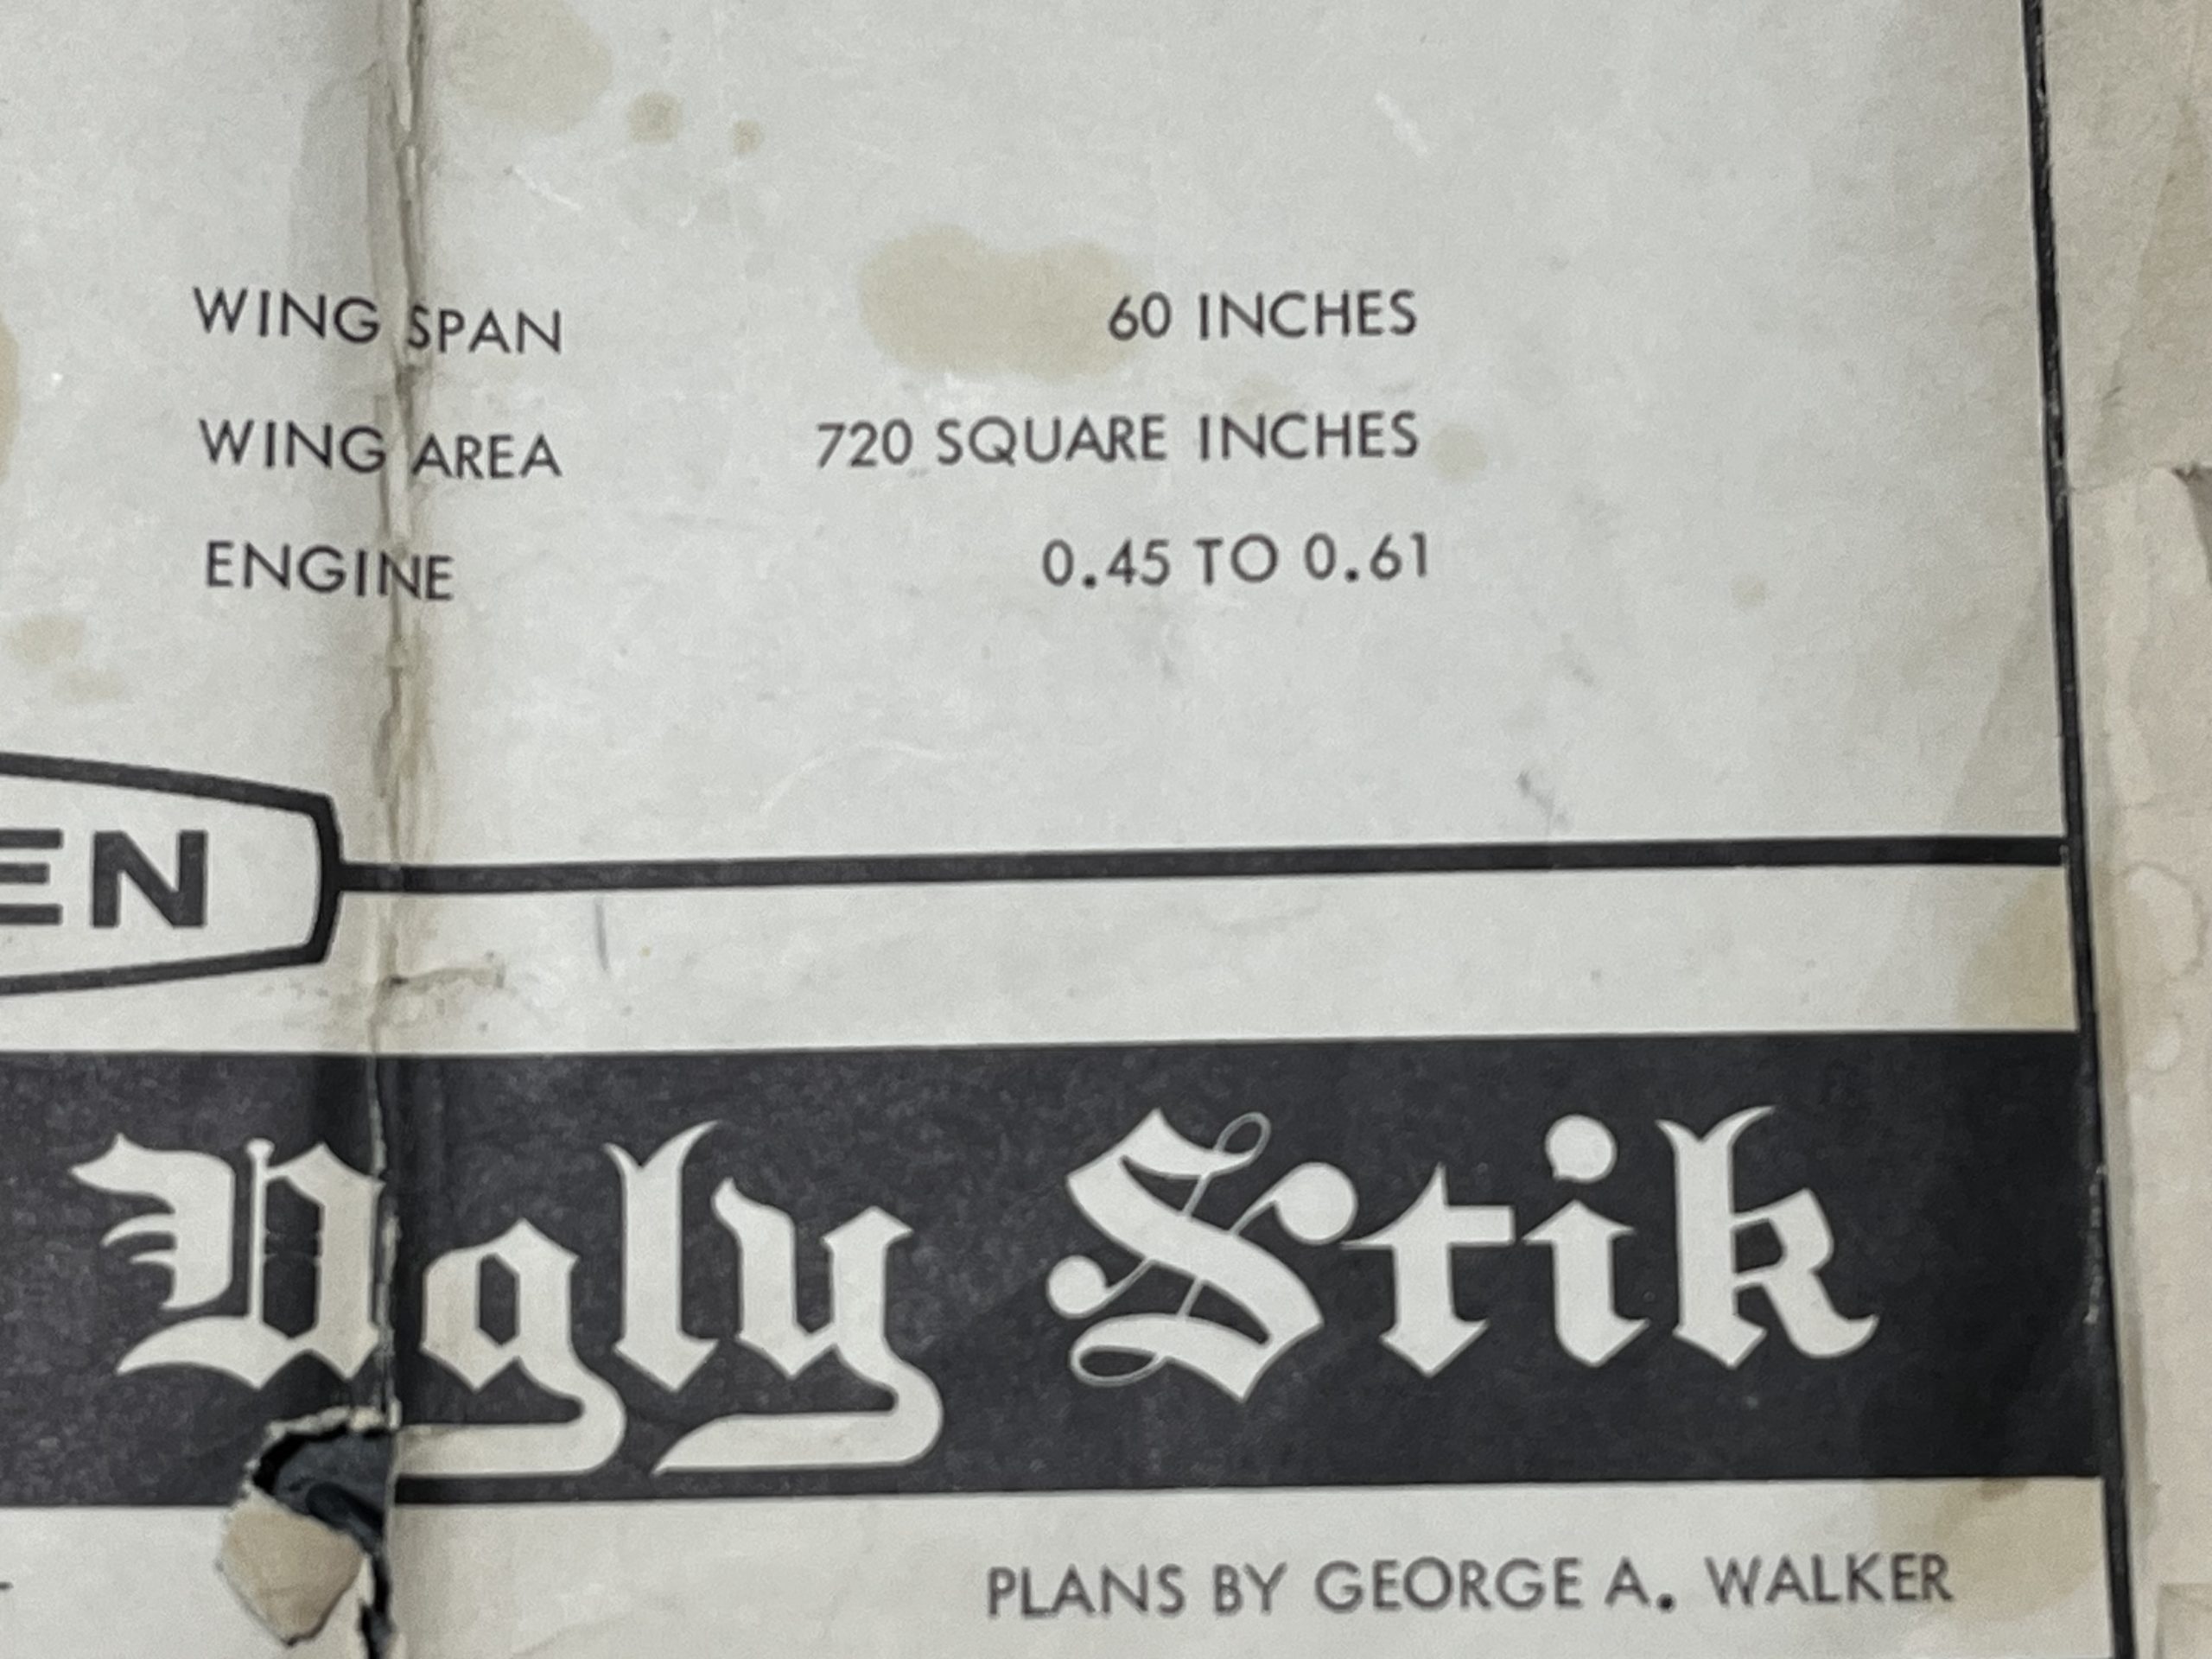 WING SPAN 60 INCHES
WING AREA 720 SQUARE INCHES
ENGINE 0.45 TO 0.61
EN
Ugly Stik
PLANS BY GEORGE A. WALKER